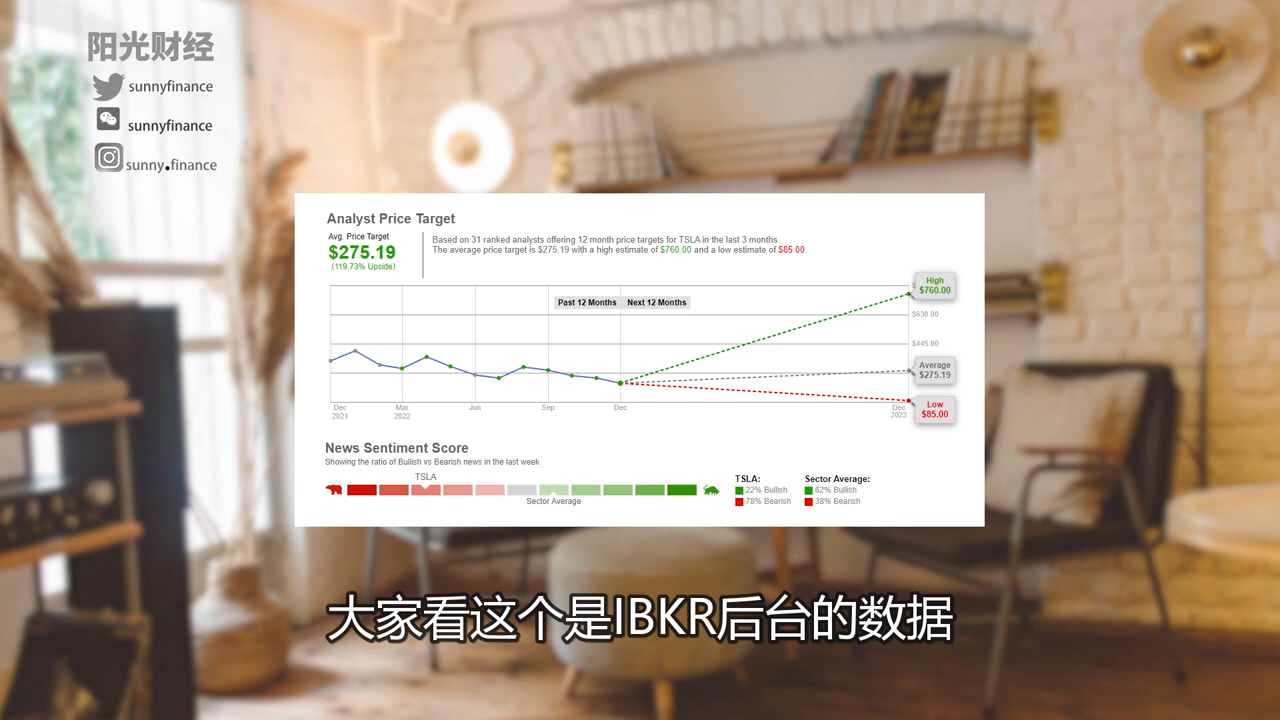 阳光财经
sunnyfinance
sunnyfinance
sunny.finance
Analyst Price Target
Avg. Price Target
$275.19
(119.73% Upside)
Based on 31 ranked analysts offering 12 month price targets for TSLA in the last 3 months.
The average price target is $275.19 with a high estimate of $760.00 and a low estimate of $85.00.
High
$760.00
Past 12 Months Next 12 Months
$630.00
$445.00
Average
$275.19
Low
$85.00
Dec 2021
Mar 2022
Jun
Sep
Dec
Dec 2023
News Sentiment Score
Showing the ratio of Bullish vs Bearish news in the last week
TSLA
Sector Average
TSLA:
22% Bullish
78% Bearish
Sector Average:
62% Bullish
38% Bearish
大家看这个是IBKR后台的数据